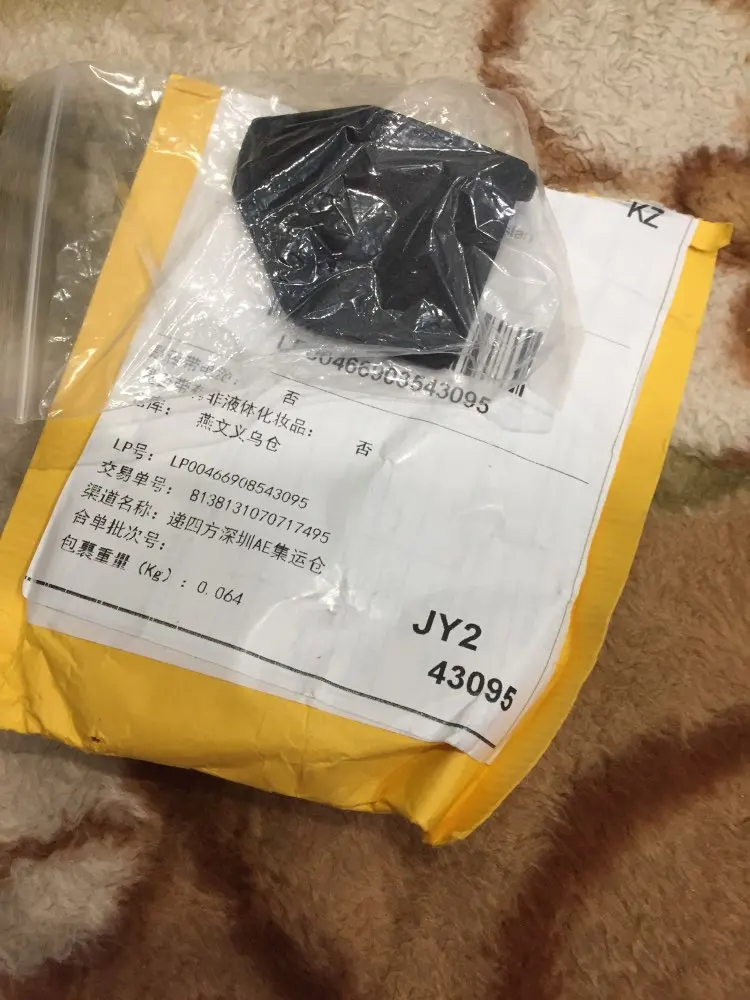 KZ
LP00466908543095
否
非液体化妆品： 否
库： 燕文义乌仓
LP号： LP00466908543095
交易单号： 8138131070717495
渠道名称：递四方深圳AE集运仓
合单批次号：
包裹重量 (Kg) : 0.064
JY2
43095